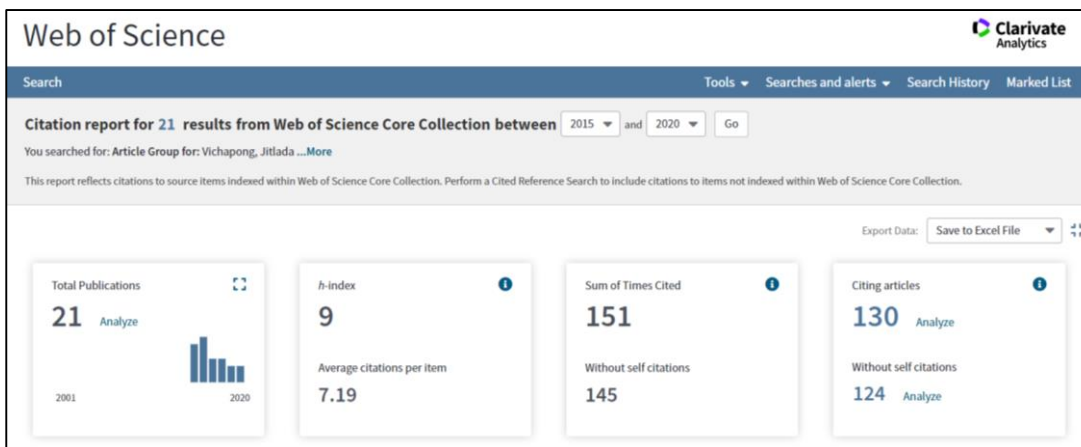 Web of Science
Clarivate
Analytics
Search
Tools Searches and alerts Search History Marked List
Citation report for 21 results from Web of Science Core Collection between 2015 and 2020 Go
You searched for: Article Group for: Vichapong, Jitlada ...More
This report reflects citations to source items indexed within Web of Science Core Collection. Perform a Cited Reference Search to include citations to items not indexed within Web of Science Core Collection.
Export Data: Save to Excel File
Total Publications
21 Analyze
2001 2020
h-index
9
Average citations per item
7.19
Sum of Times Cited
151
Without self citations
145
Citing articles
130 Analyze
Without self citations
124 Analyze